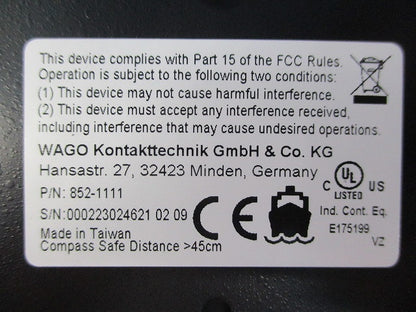 This device complies with Part 15 of the FCC Rules.
Operation is subject to the following two conditions:
(1) This device may not cause harmful interference.
(2) This device must accept any interference received,
including interference that may cause undesired operations.
WAGO Kontakttechnik GmbH & Co. KG
Hansastr. 27, 32423 Minden, Germany
P/N: 852-1111
S/N:000223024621 02 09
Made in Taiwan
Compass Safe Distance >45cm
CE
C UL US
LISTED
Ind. Cont. Eq.
E175199
VZ